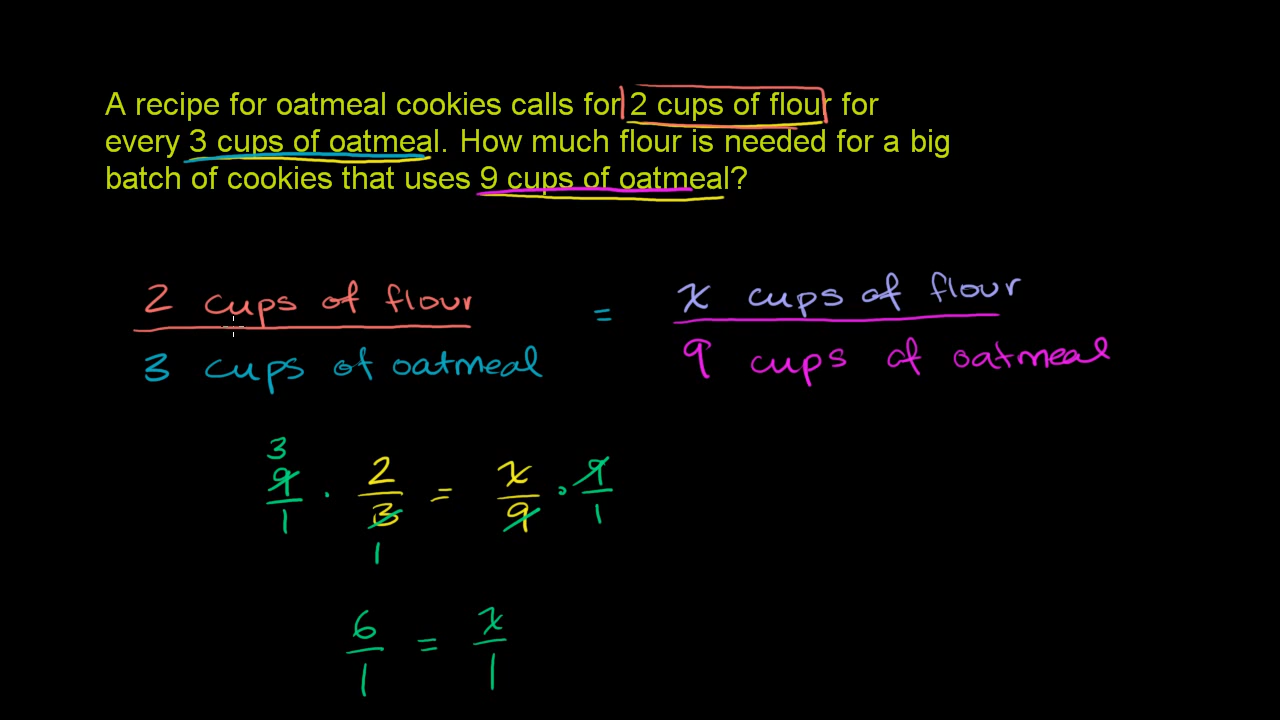 A recipe for oatmeal cookies calls for 2 cups of flour for
every 3 cups of oatmeal. How much flour is needed for a big
batch of cookies that uses 9 cups of oatmeal?
2 cups of flour = x cups of flour
3 cups of oatmeal 9 cups of oatmeal
3
9/1 · 2/3 = x/9 · 9/1
1
6/1 = x/1